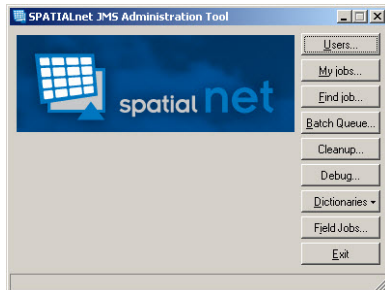 SPATIALnet JMS Administration Tool
spatial net
Users...
My jobs...
Find job...
Batch Queue...
Cleanup...
Debug...
Dictionaries
Field Jobs...
Exit